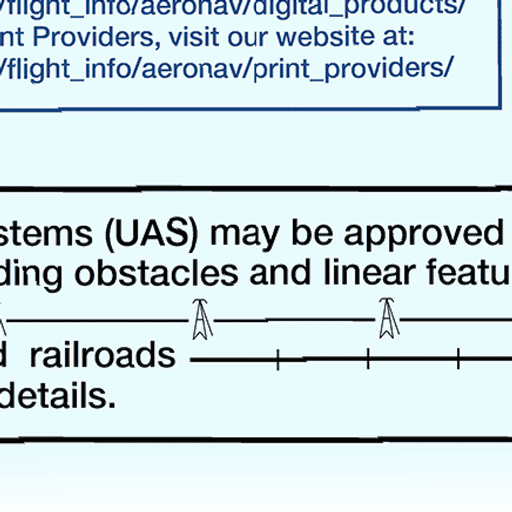 /flight_info/aeronav/digital_products/
nt Providers, visit our website at:
/flight_info/aeronav/print_providers/
stems (UAS) may be approved
ding obstacles and linear featu
d railroads
details.